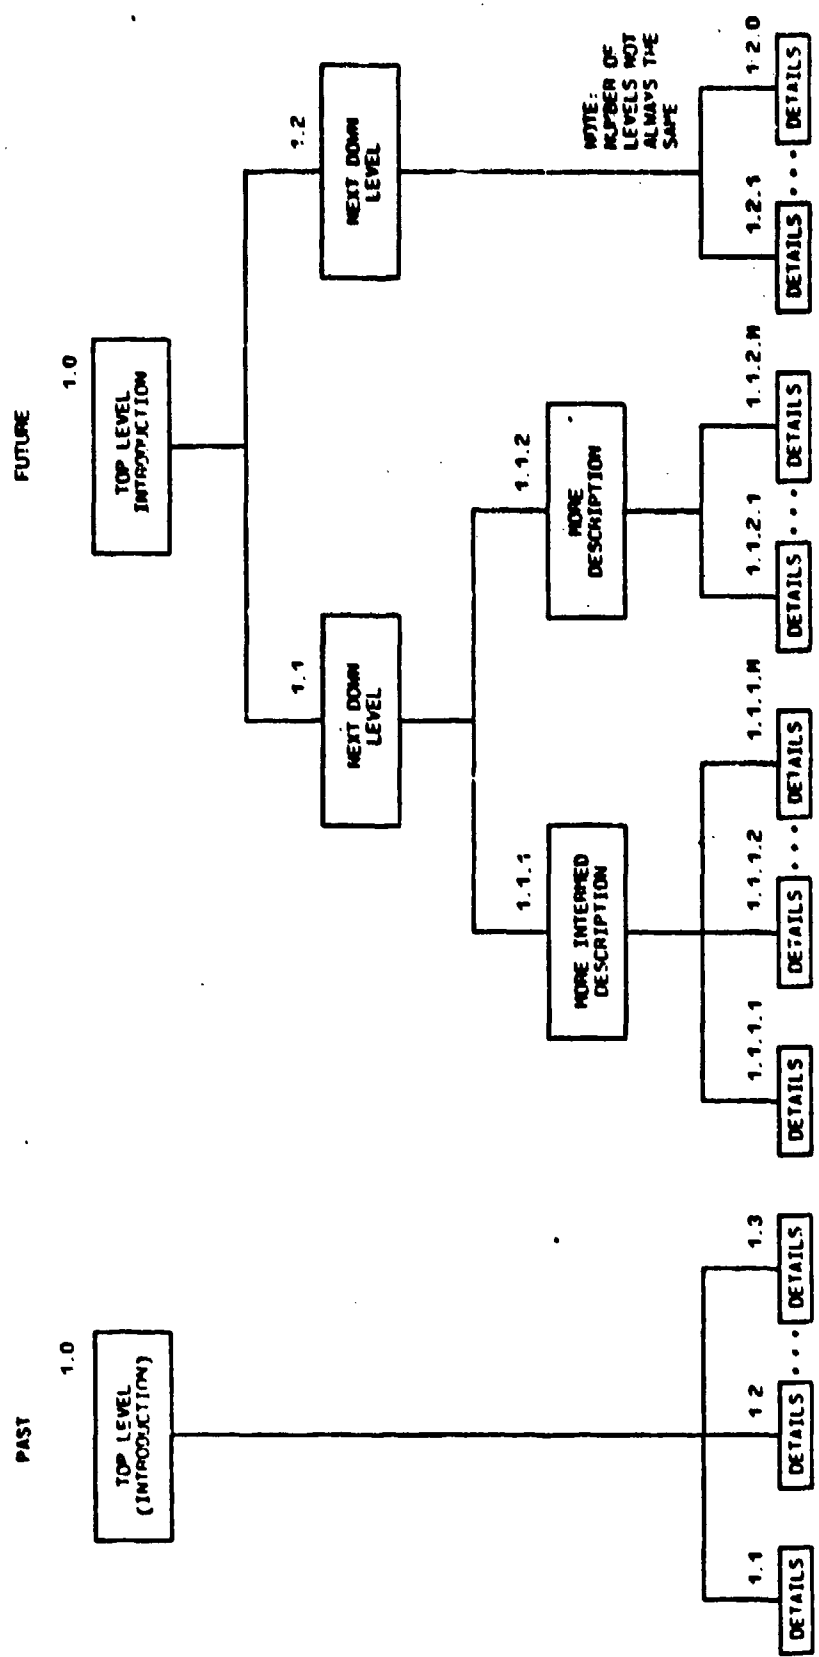 PAST
1.0
TOP LEVEL
(INTRODUCTION)
1.1
DETAILS
1.2
DETAILS
...
1.3
DETAILS
FUTURE
1.0
TOP LEVEL
INTRODUCTION
1.1
NEXT DOWN
LEVEL
1.2
NEXT DOWN
LEVEL
1.1.1
MORE INTERMED
DESCRIPTION
1.1.2
MORE
DESCRIPTION
NOTE:
NUMBER OF
LEVELS NOT
ALWAYS THE
SAME
1.1.1.1
DETAILS
1.1.1.2
DETAILS
...
1.1.1.M
DETAILS
1.1.2.1
DETAILS
...
1.1.2.M
DETAILS
1.2.1
DETAILS
...
1.2.0
DETAILS